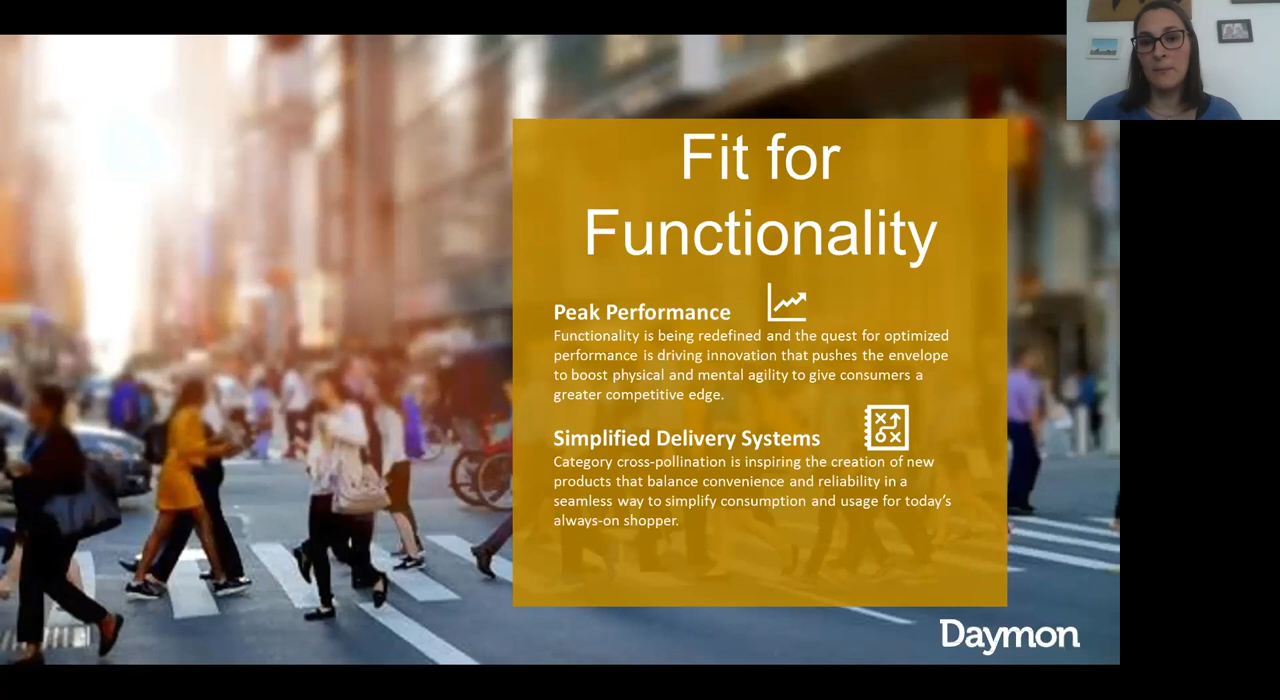 Fit for
Functionality
Peak Performance
Functionality is being redefined and the quest for optimized
performance is driving innovation that pushes the envelope
to boost physical and mental agility to give consumers a
greater competitive edge.
Simplified Delivery Systems
Category cross-pollination is inspiring the creation of new
products that balance convenience and reliability in a
seamless way to simplify consumption and usage for today’s
always-on shopper.
Daymon